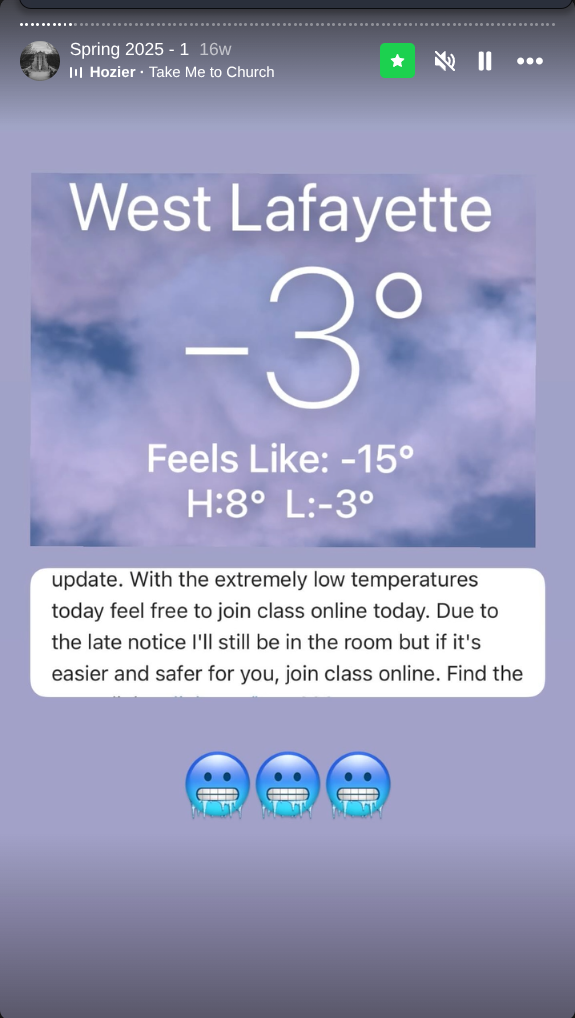 Spring 2025 - 1 16w
Hozier · Take Me to Church
West Lafayette
-3°
Feels Like: -15°
H:8° L:-3°
update. With the extremely low temperatures
today feel free to join class online today. Due to
the late notice I'll still be in the room but if it's
easier and safer for you, join class online. Find the